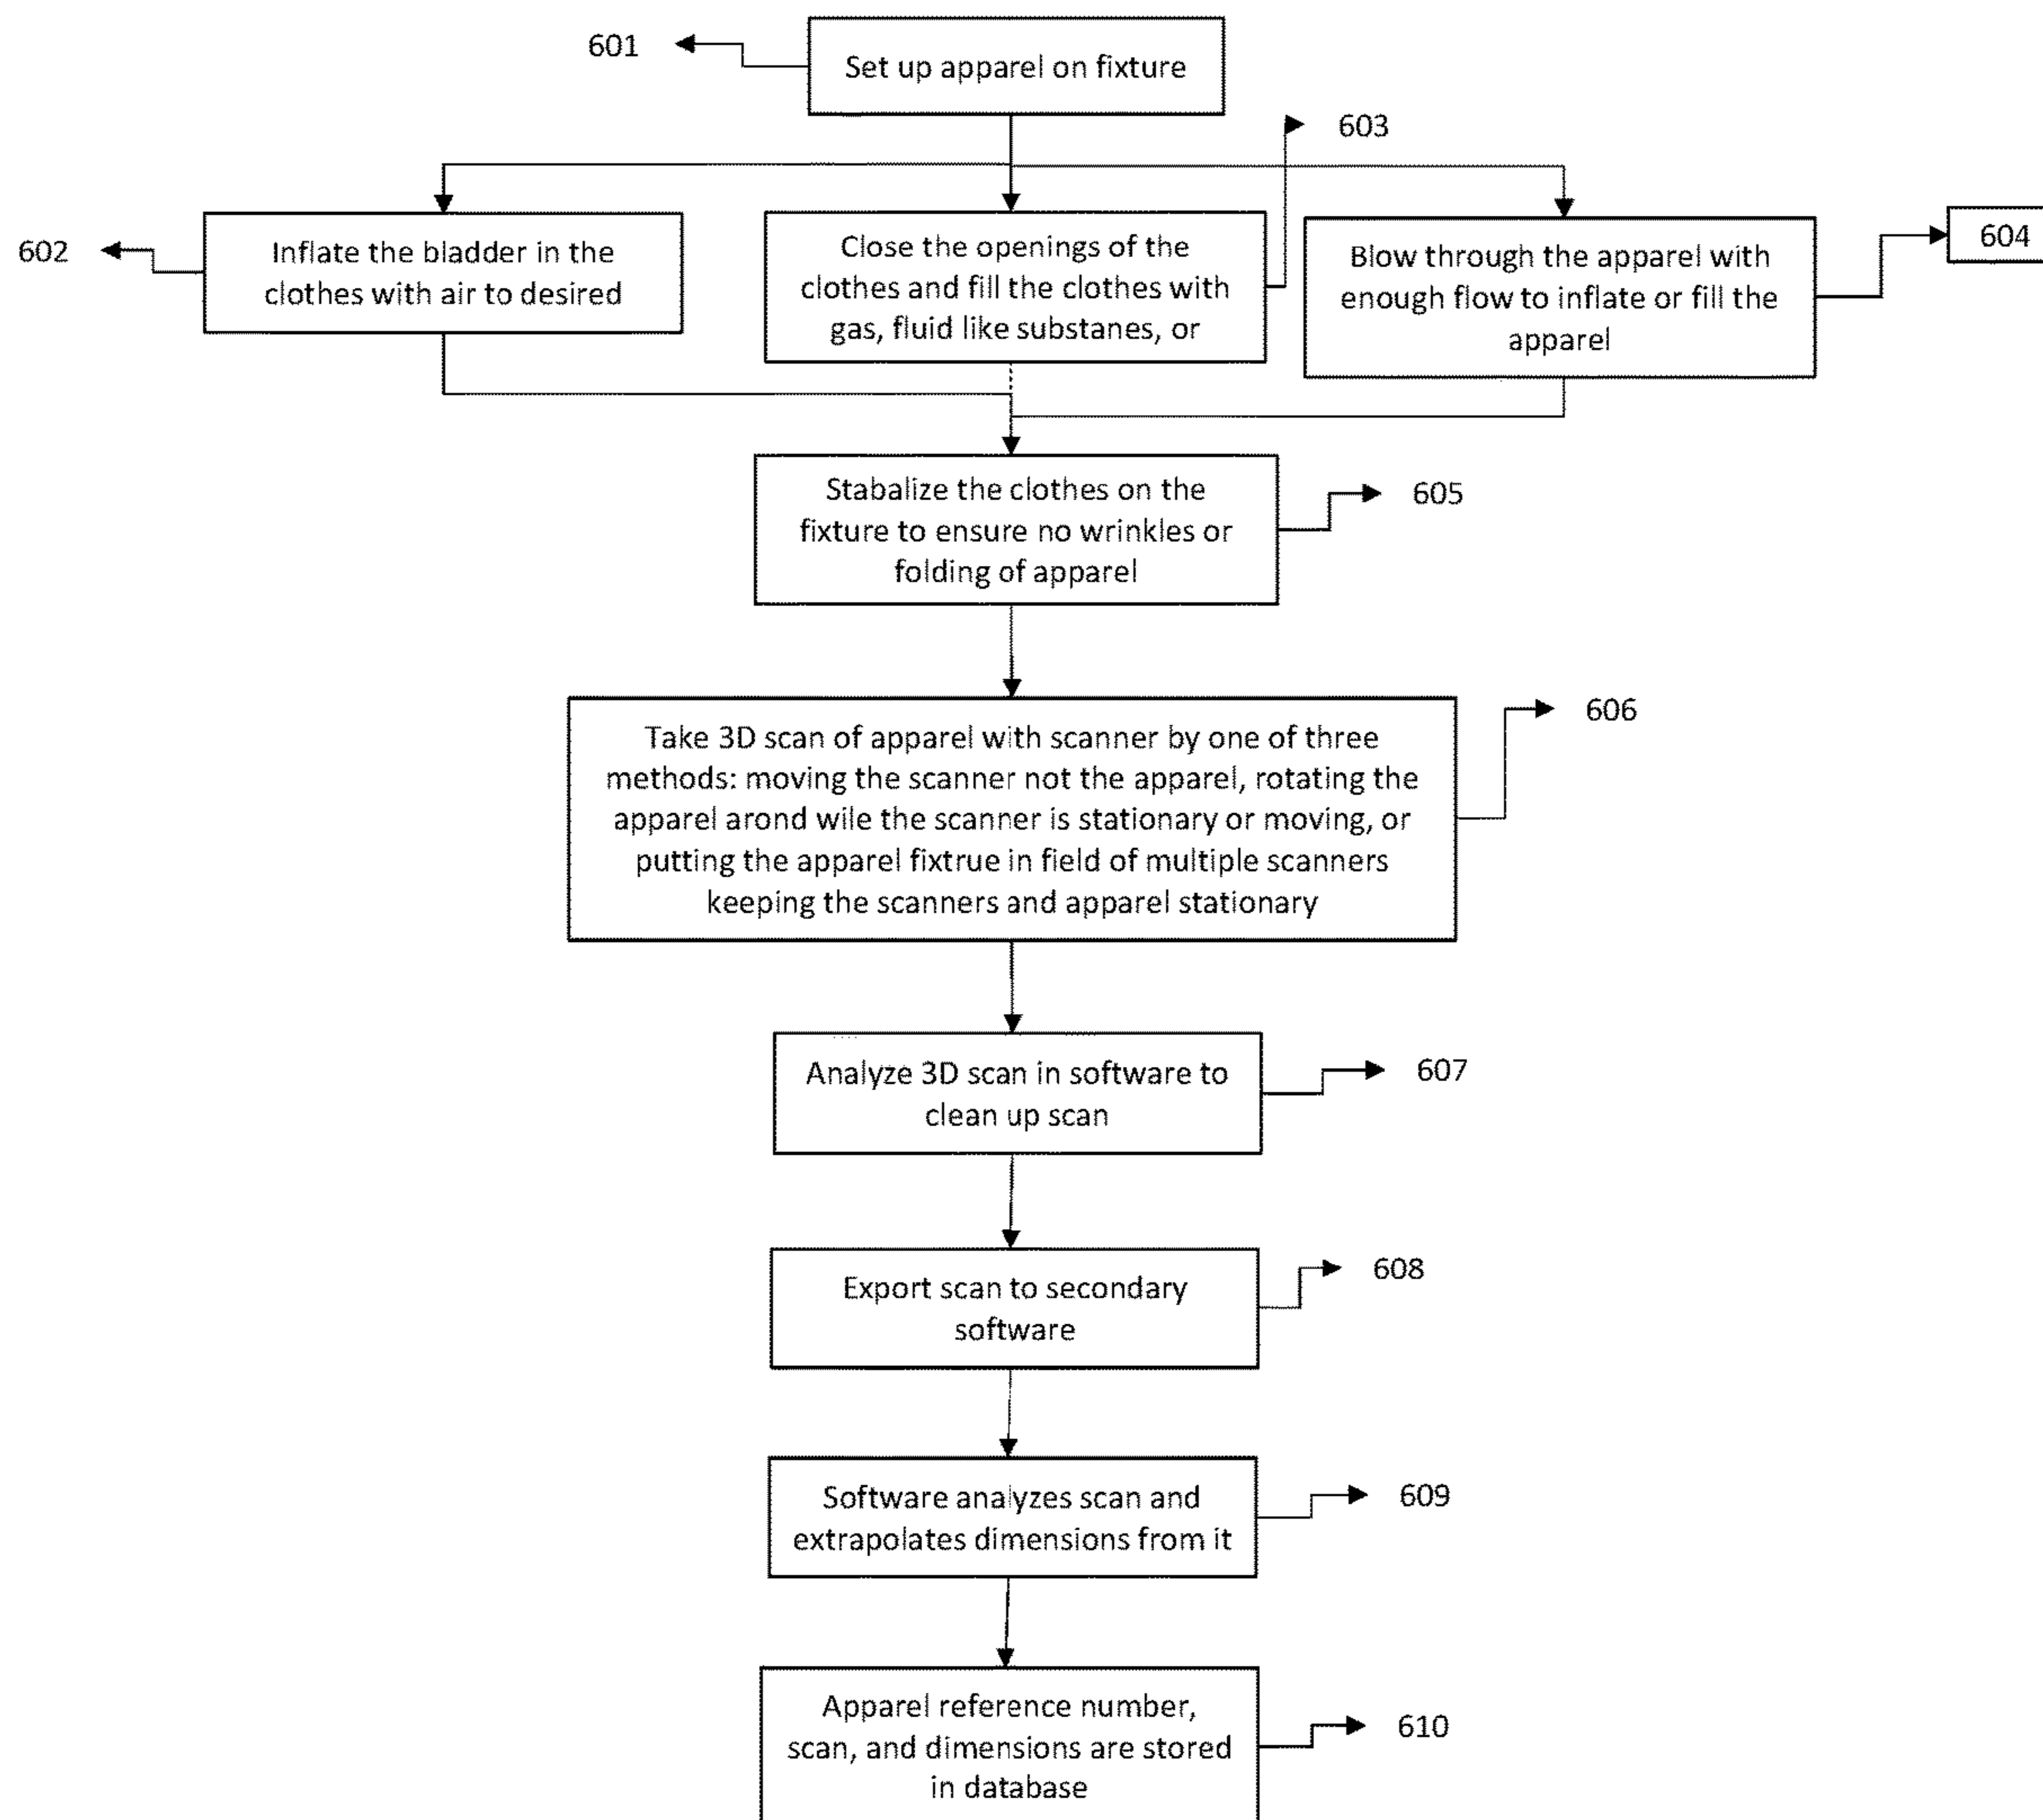 601
Set up apparel on fixture
603
602
Inflate the bladder in the
clothes with air to desired
Close the openings of the
clothes and fill the clothes with
gas, fluid like substanes, or
Blow through the apparel with
enough flow to inflate or fill the
apparel
604
Stabalize the clothes on the
fixture to ensure no wrinkles or
folding of apparel
605
Take 3D scan of apparel with scanner by one of three
methods: moving the scanner not the apparel, rotating the
apparel arond wile the scanner is stationary or moving, or
putting the apparel fixtrue in field of multiple scanners
keeping the scanners and apparel stationary
606
Analyze 3D scan in software to
clean up scan
607
Export scan to secondary
software
608
Software analyzes scan and
extrapolates dimensions from it
609
Apparel reference number,
scan, and dimensions are stored
in database
610